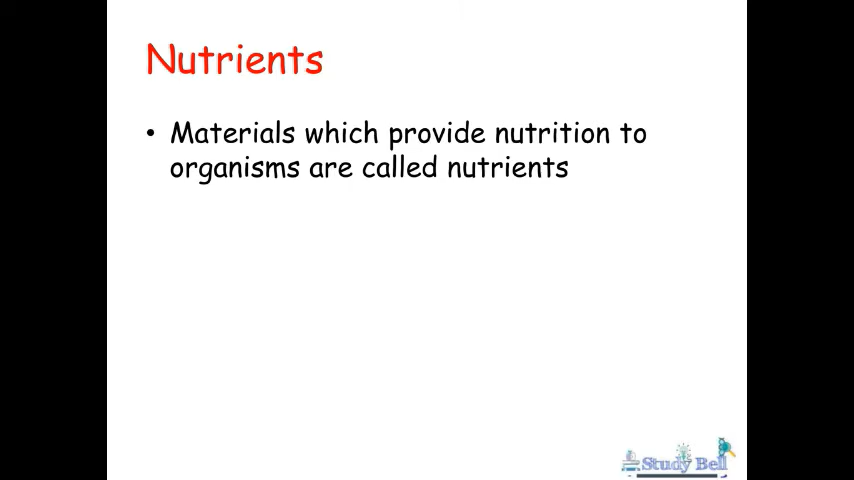 Nutrients
• Materials which provide nutrition to
organisms are called nutrients
Study Bell